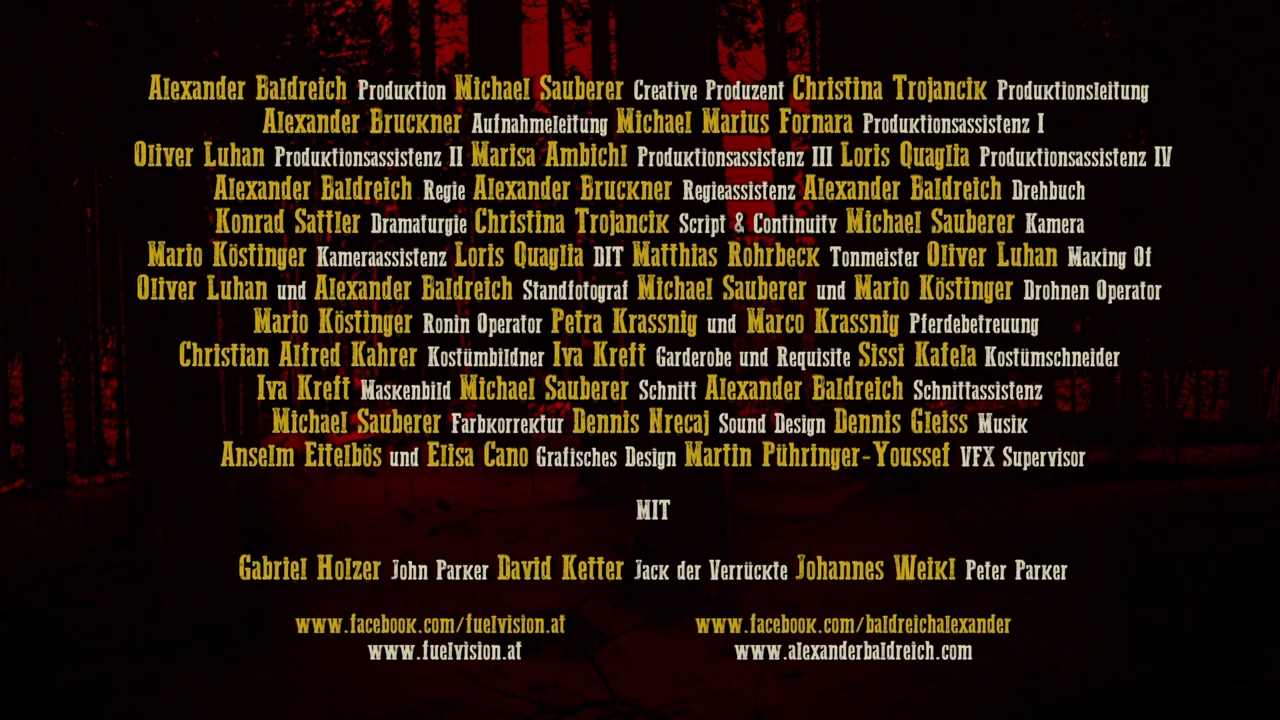 Alexander Baldreich Produktion Michael Sauberer Creative Produzent Christina Trojancik Produktionsleitung
Alexander Bruckner Aufnahmeleitung Michael Marius Fornara Produktionsassistenz I
Oliver Luhan Produktionsassistenz II Marisa Ambichl Produktionsassistenz III Loris Quaglia Produktionsassistenz IV
Alexander Baldreich Regie Alexander Bruckner Regieassistenz Alexander Baldreich Drehbuch
Konrad Sattler Dramaturgie Christina Trojancik Script & Continuity Michael Sauberer Kamera
Mario Köstinger Kameraassistenz Loris Quaglia DIT Matthias Rohrbeck Tonmeister Oliver Luhan Making Of
Oliver Luhan und Alexander Baldreich Standfotograf Michael Sauberer und Mario Köstinger Drohnen Operator
Mario Köstinger Ronin Operator Petra Krassnig und Marco Krassnig Pferdebetreuung
Christian Alfred Kahrer Kostümbildner Iva Kreft Garderobe und Requisite Sissi Kafela Kostümschneider
Iva Kreft Maskenbild Michael Sauberer Schnitt Alexander Baldreich Schnittassistenz
Michael Sauberer Farbkorrektur Dennis Nrecaj Sound Design Dennis Gleiss Musik
Anselm Eitelbös und Elisa Cano Grafisches Design Martin Pühringer-Youssef VFX Supervisor
MIT
Gabriel Holzer John Parker David Ketter Jack der Verrückte Johannes Weikl Peter Parker
www.facebook.com/fuelvision.at www.facebook.com/baldreichalexander
www.fuelvision.at www.alexanderbaldreich.com